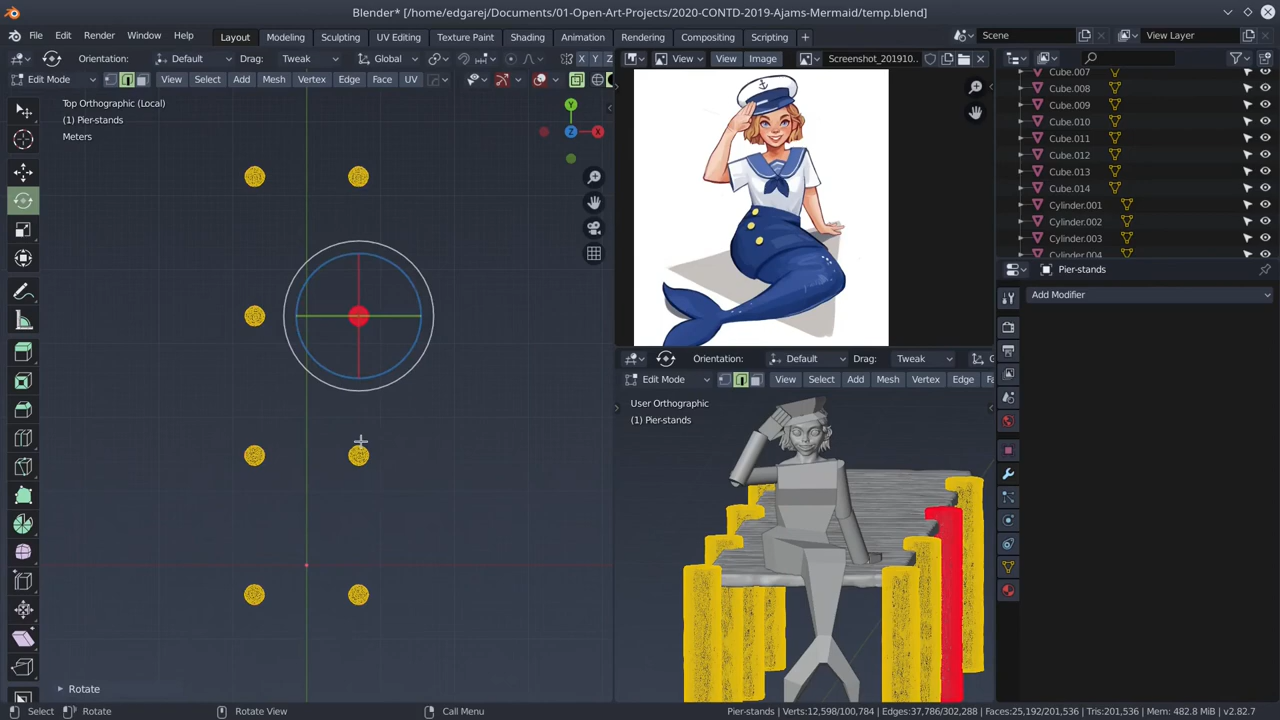 Blender* [/home/edgarej/Documents/01-Open-Art-Projects/2020-CONTD-2019-Ajams-Mermaid/temp.blend]
File Edit Render Window Help Layout Modeling Sculpting UV Editing Texture Paint Shading Animation Rendering Compositing Scripting + Scene View Layer
Orientation: Default Drag: Tweak Global X Y Z
View View Image Screenshot_201910..
Edit Mode View Select Add Mesh Vertex Edge Face UV
Top Orthographic (Local)
(1) Pier-stands
Meters
Y
Z
X
Cube.007
Cube.008
Cube.009
Cube.010
Cube.011
Cube.012
Cube.013
Cube.014
Cylinder.001
Cylinder.002
Cylinder.003
Cylinder.004
Pier-stands
Add Modifier
Orientation: Default Drag: Tweak
Edit Mode View Select Add Mesh Vertex Edge
User Orthographic
(1) Pier-stands
Rotate
Select Rotate Rotate View Call Menu Pier-stands | Verts:12,598/100,784 | Edges:37,786/302,288 | Faces:25,192/201,536 | Tris:201,536 | Mem: 482.8 MiB | v2.82.7